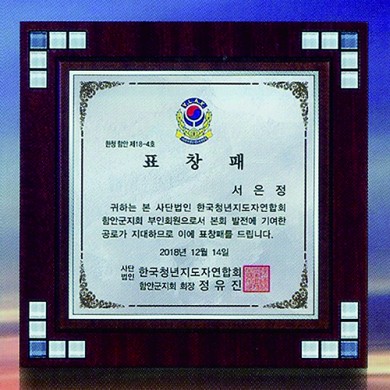 한청 함안 제18-4호
표 창 패
서 은 정
귀하는 본 사단법인 한국청년지도자연합회
함안군지회 부인회원으로서 본회 발전에 기여한
공로가 지대하므로 이에 표창패를 드립니다.
2018년 12월 14일
사단법인 한국청년지도자연합회
함안군지회 회장 정유진